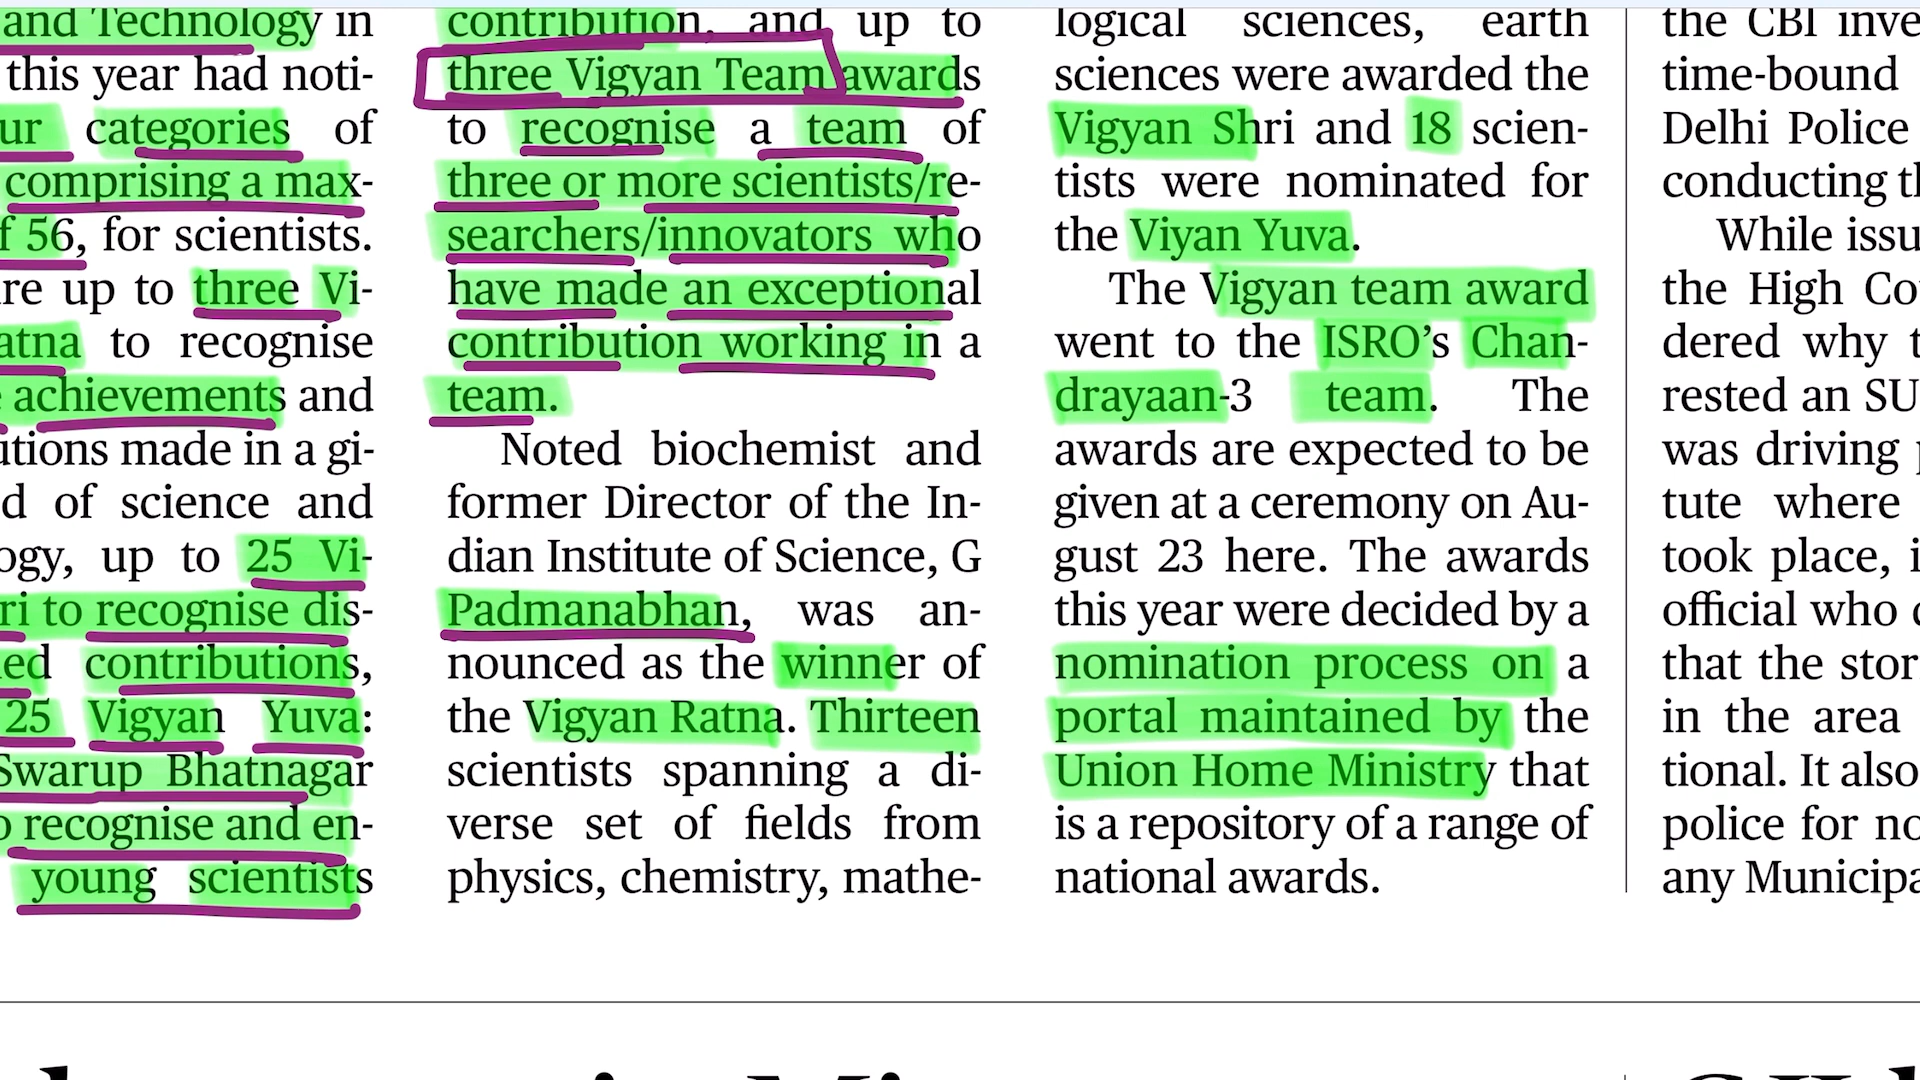 and Technology in
this year had noti-
ur categories of
comprising a max-
f 56, for scientists.
re up to three Vi-
atna to recognise
achievements and
utions made in a gi-
d of science and
ogy, up to 25 Vi-
ri to recognise dis-
ed contributions,
25 Vigyan Yuva:
Swarup Bhatnagar
o recognise and en-
young scientists
contribution, and up to
three Vigyan Team awards
to recognise a team of
three or more scientists/re-
searchers/innovators who
have made an exceptional
contribution working in a
team.
Noted biochemist and
former Director of the In-
dian Institute of Science, G
Padmanabhan, was an-
nounced as the winner of
the Vigyan Ratna. Thirteen
scientists spanning a di-
verse set of fields from
physics, chemistry, mathe-
logical sciences, earth
sciences were awarded the
Vigyan Shri and 18 scien-
tists were nominated for
the Viyan Yuva.
The Vigyan team award
went to the ISRO's Chan-
drayaan-3 team. The
awards are expected to be
given at a ceremony on Au-
gust 23 here. The awards
this year were decided by a
nomination process on a
portal maintained by the
Union Home Ministry that
is a repository of a range of
national awards.
the CBI inve
time-bound
Delhi Police
conducting th
While issu
the High Cou
dered why t
rested an SU
was driving p
tute where
took place, i
official who c
that the stor
in the area
tional. It also
police for no
any Municipa